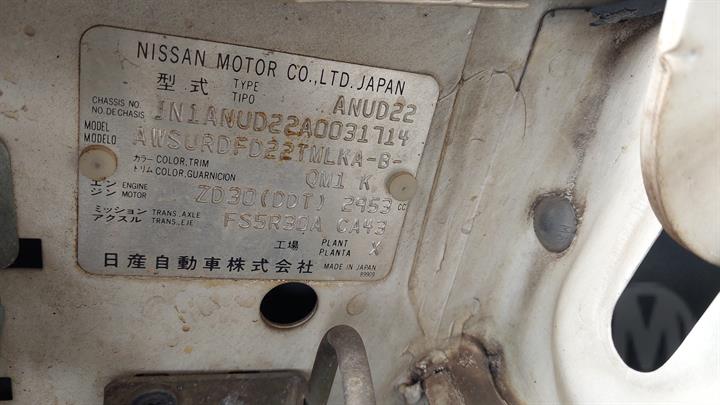 NISSAN MOTOR CO., LTD. JAPAN
型式 TYPE TIPO ANUD22
CHASSIS NO. NO. DE CHASIS JN1ANUD22A0031714
MODEL MODELO AWSURDFD22TMLKA-B-
カラー COLOR, TRIM
トリム COLOR, GUARNICION QM1 K
エンジン ENGINE MOTOR ZD30(DDT) 2953 CC
ミッション TRANS., AXLE
アクスル TRANS., EJE FS5R30A CA43
工場 PLANT PLANTA X
日産自動車株式会社 MADE IN JAPAN
89909
M